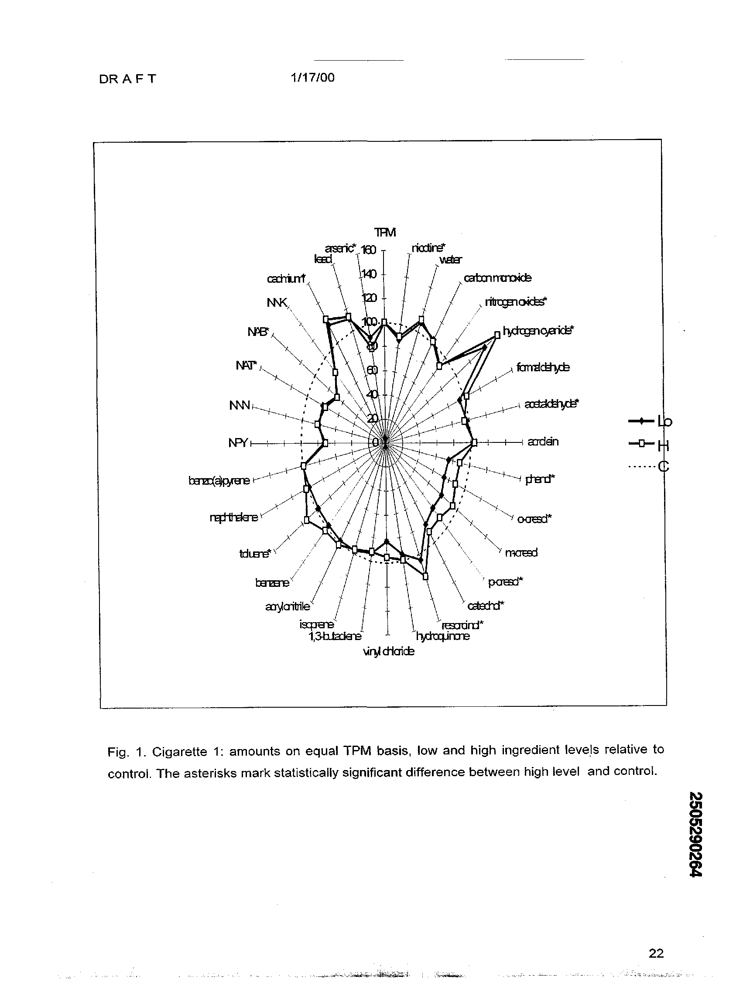 DRAFT 1/17/00
TPM
arsenic* 160 nicotine*
lead water
140
cadmium† carbon monoxide
120
NNK nitrogen oxides*
100
NAB* hydrogen cyanide*
80
NAT* 60 formaldehyde
40
NNN acetaldehyde* Lo
20
NPY 0 acrolein H
C
benzo(a)pyrene phenol*
naphthalene o-cresol*
toluene* m-cresol
benzene p-cresol*
acrylonitrile catechol*
isoprene resorcinol*
1,3-butadiene hydroquinone
vinyl chloride
Fig. 1. Cigarette 1: amounts on equal TPM basis, low and high ingredient levels relative to
control. The asterisks mark statistically significant difference between high level and control.
2505290264
22